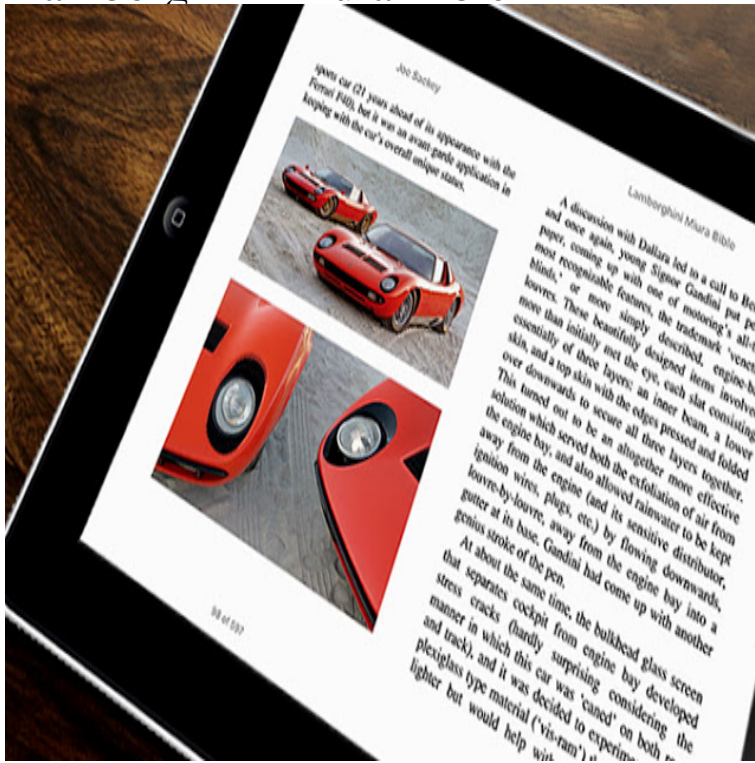 Joe Sackey
sports car (21 years ahead of its appearance with the
Ferrari F40), but it was an avant-garde application in
keeping with the car's overall unique status.
98 of 597
Lamborghini Miura Bible
A discussion with Dallara led to a call to
and once again, young Signor Gandini put
paper, coming up with one of motoring's
most recognizable features, the trademark
blinds,' or more simply described,
louvres. These beautifully designed items
more than initially met the eye, each slat consisting
essentially of three layers: an inner beam, a lower
skin, and a top skin with the edges pressed and folded
over downwards to secure all three layers together.
This turned out to be an altogether more effective
solution which served both the exfoliation of air from
the engine bay, and also allowed rainwater to be kept
away from the engine (and its sensitive distributor,
ignition wires, plugs, etc.) by flowing downwards,
louvre-by-louvre, away from the engine bay into a
gutter at its base. Gandini had come up with another
genius stroke of the pen.
At about the same time, the bulkhead glass screen
that separates cockpit from engine bay developed
stress cracks (hardly surprising considering the
manner in which this car was 'caned' on both
and track), and it was decided to
plexiglass type material ('vis-ram')
lighter but would help